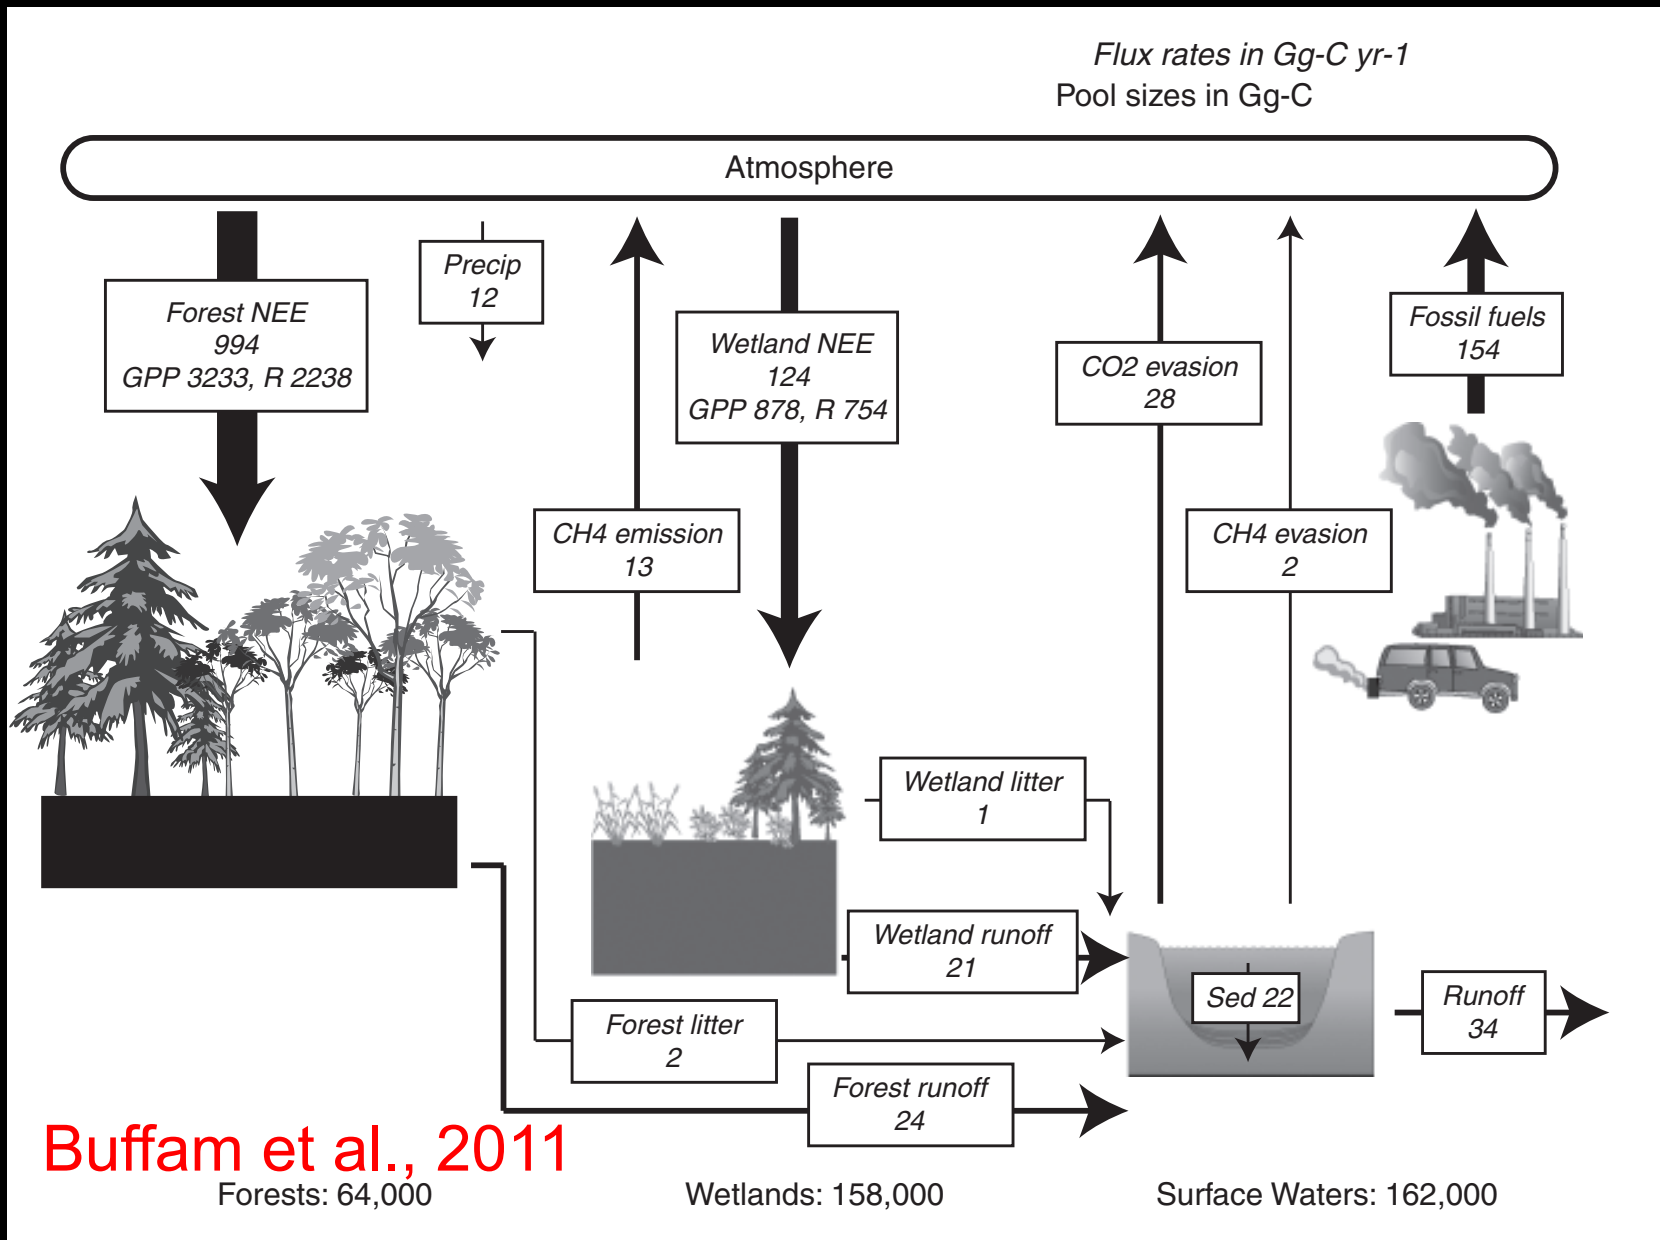 Flux rates in Gg-C yr-1
Pool sizes in Gg-C
Atmosphere
Forest NEE
994
GPP 3233, R 2238
Precip
12
Wetland NEE
124
GPP 878, R 754
CO2 evasion
28
Fossil fuels
154
CH4 emission
13
CH4 evasion
2
Wetland litter
1
Wetland runoff
21
Sed 22
Runoff
34
Forest litter
2
Forest runoff
24
Buffam et al., 2011
Forests: 64,000
Wetlands: 158,000
Surface Waters: 162,000